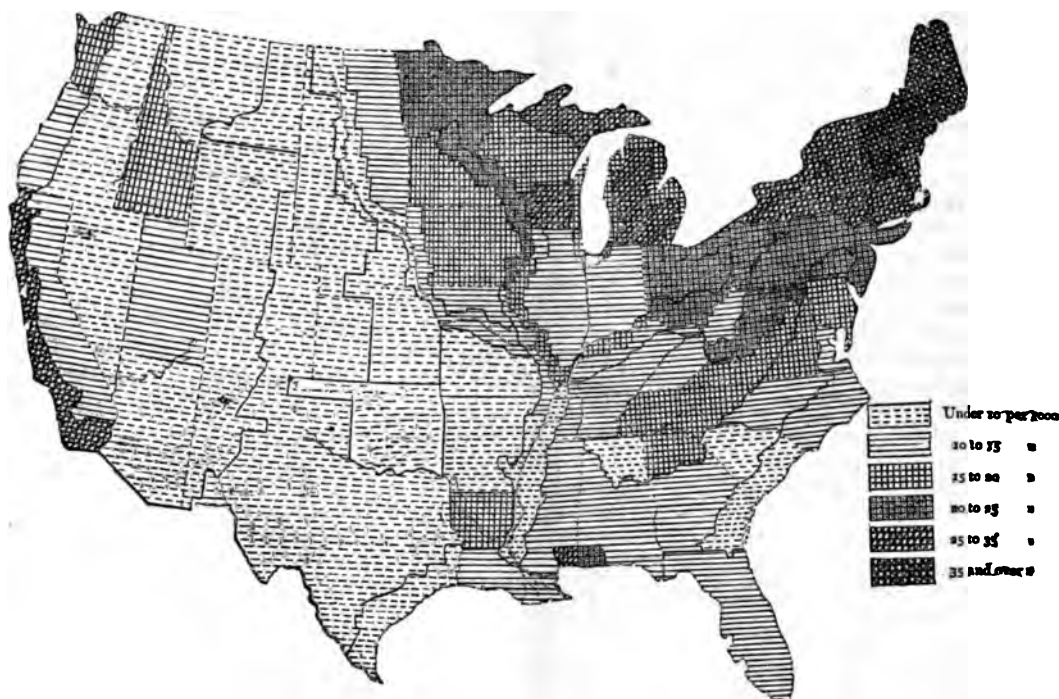 Under 10 per 1000
10 to 15 "
15 to 20 "
20 to 25 "
25 to 35 "
35 and over "